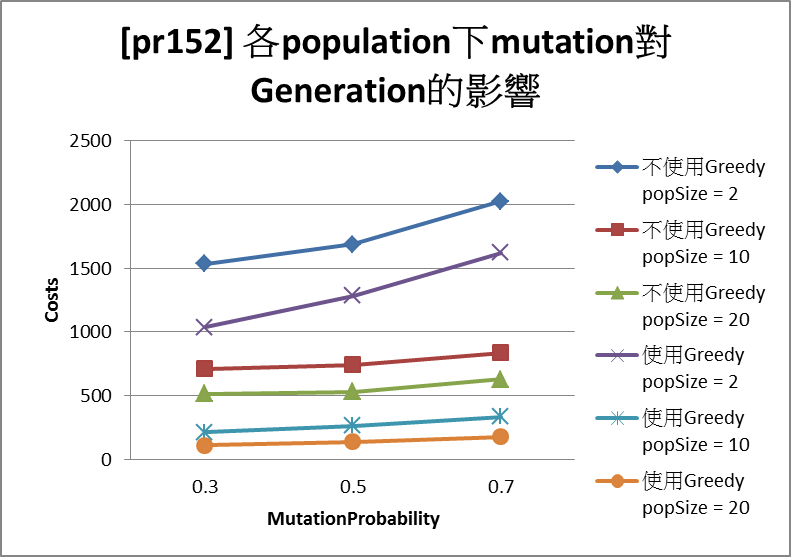 [pr152] 各population下mutation對
Generation的影響
2500
2000
1500
1000
500
0
Costs
0.3
0.5
0.7
MutationProbability
不使用Greedy
popSize = 2
不使用Greedy
popSize = 10
不使用Greedy
popSize = 20
使用Greedy
popSize = 2
使用Greedy
popSize = 10
使用Greedy
popSize = 20